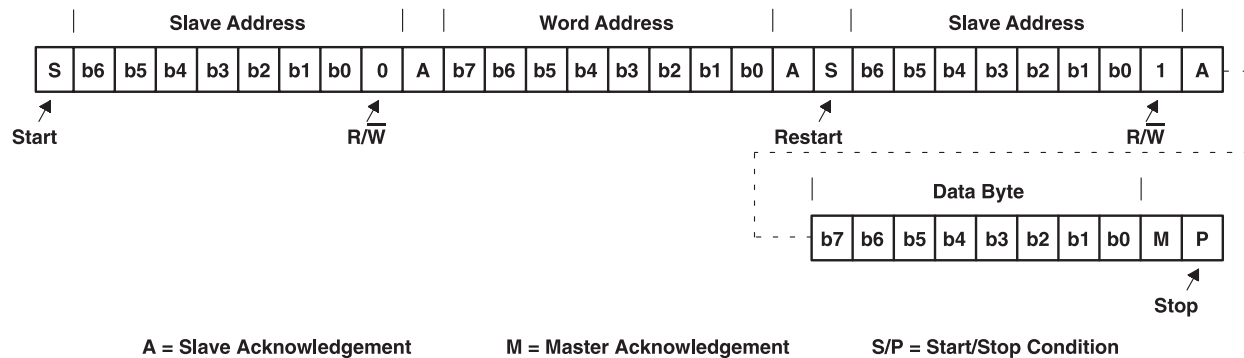 Slave Address Word Address Slave Address
S b6 b5 b4 b3 b2 b1 b0 0 A b7 b6 b5 b4 b3 b2 b1 b0 A S b6 b5 b4 b3 b2 b1 b0 1 A
Start R/W̅ Restart R/W̅
Data Byte
b7 b6 b5 b4 b3 b2 b1 b0 M P
Stop
A = Slave Acknowledgement M = Master Acknowledgement S/P = Start/Stop Condition